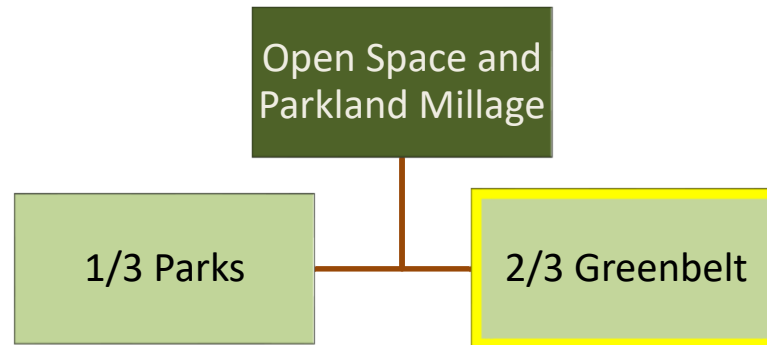 Open Space and
Parkland Millage
1/3 Parks
2/3 Greenbelt